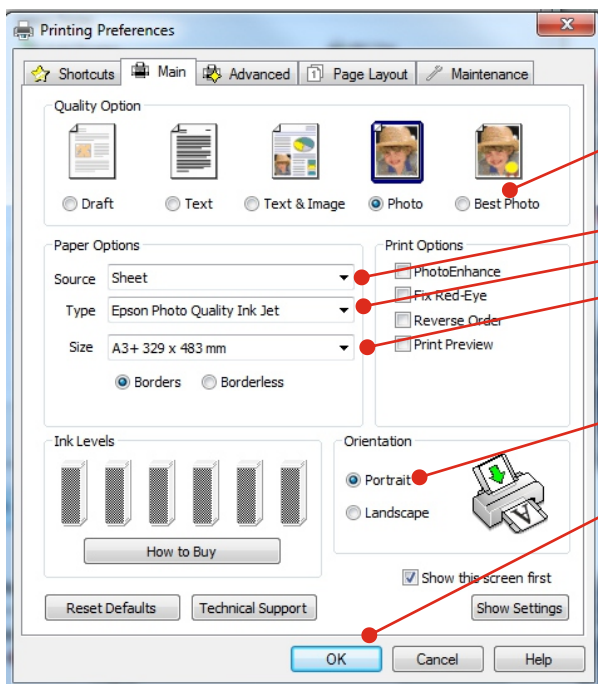 Printing Preferences
Shortcuts Main Advanced 1 Page Layout Maintenance
Quality Option
Draft Text Text & Image Photo Best Photo
Paper Options
Source Sheet
Type Epson Photo Quality Ink Jet
Size A3+ 329 x 483 mm
Borders Borderless
Print Options
PhotoEnhance
Fix Red-Eye
Reverse Order
Print Preview
Ink Levels
How to Buy
Orientation
Portrait
Landscape
A
Show this screen first
Reset Defaults Technical Support Show Settings
OK Cancel Help